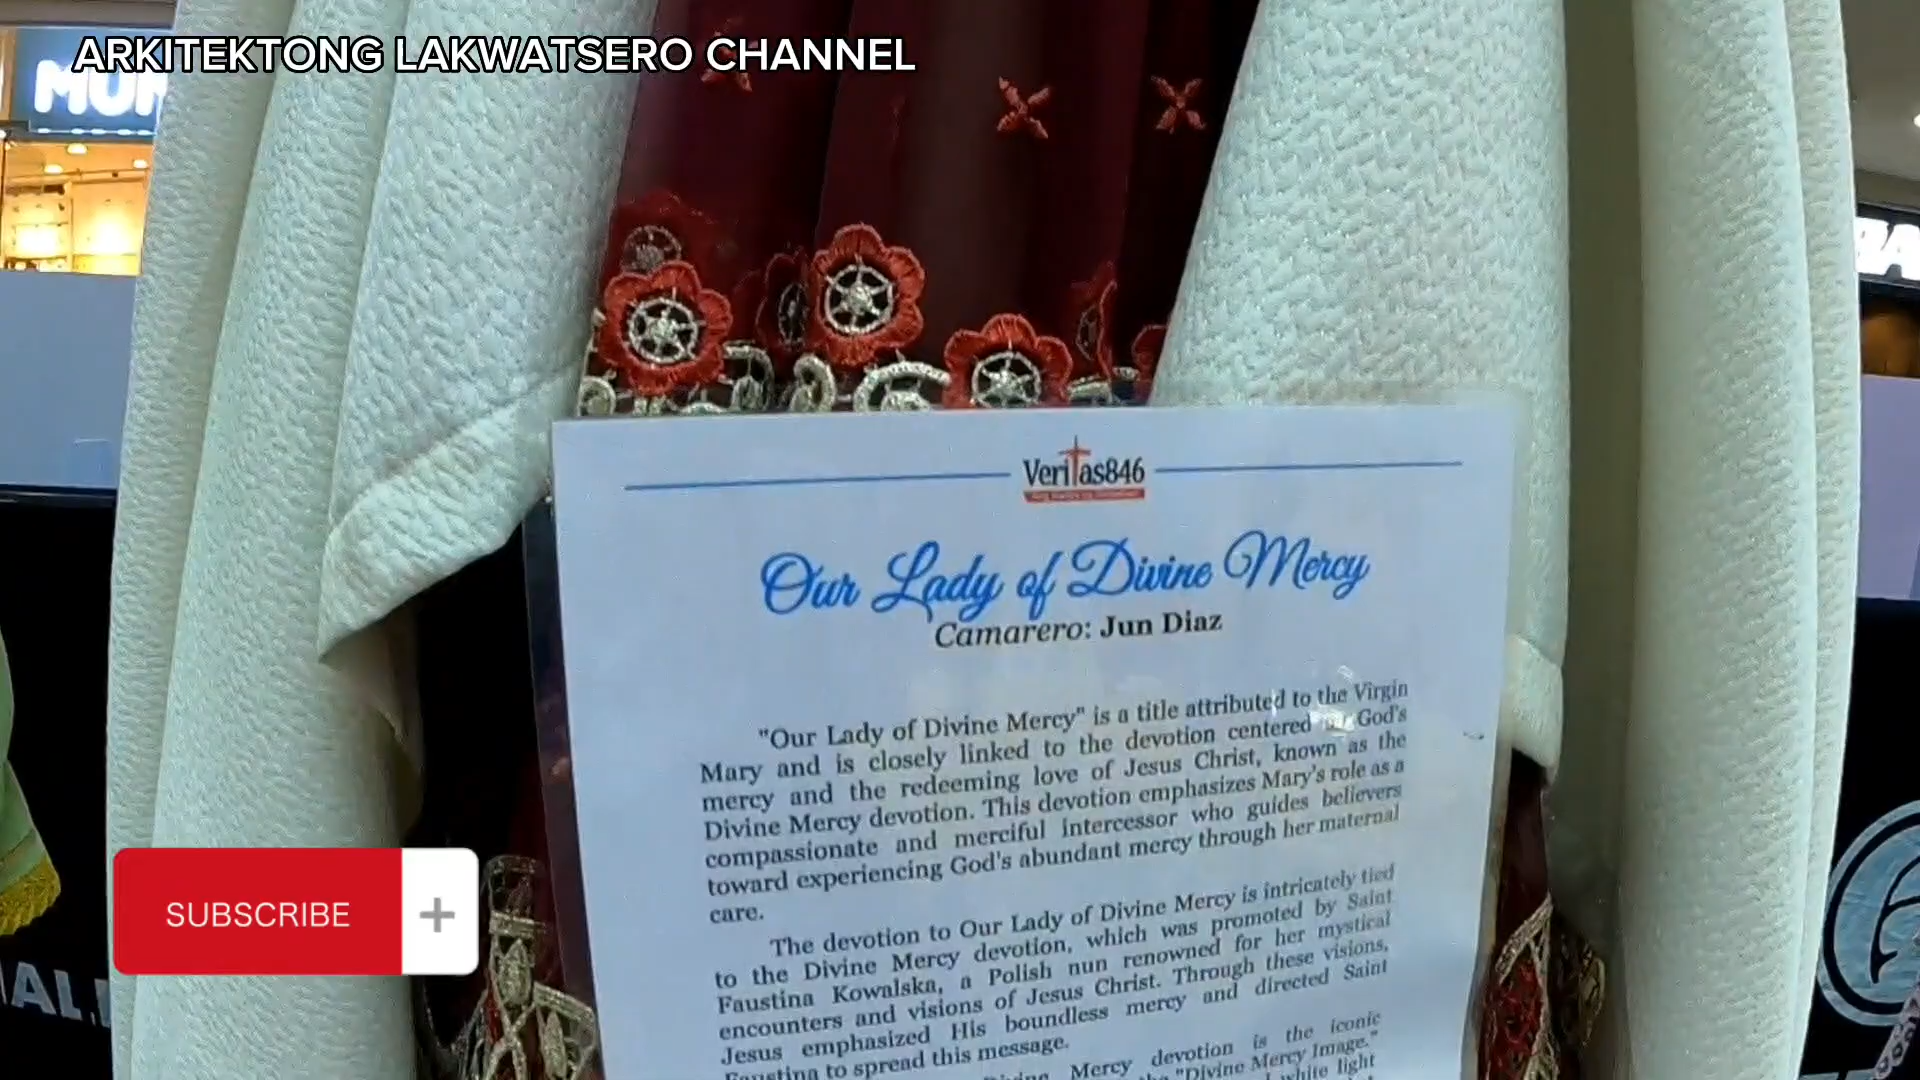 ARKITEKTONG LAKWATSERO CHANNEL
MUM
BA
Veritas846
Our Lady of Divine Mercy
Camarero: Jun Diaz
"Our Lady of Divine Mercy" is a title attributed to the Virgin
Mary and is closely linked to the devotion centered God's
mercy and the redeeming love of Jesus Christ, known as the
Divine Mercy devotion. This devotion emphasizes Mary's role as a
compassionate and merciful intercessor who guides believers
toward experiencing God's abundant mercy through her maternal
care.
The devotion to Our Lady of Divine Mercy is intricately tied
to the Divine Mercy devotion, which was promoted by Saint
Faustina Kowalska, a Polish nun renowned for her mystical
encounters and visions of Jesus Christ. Through these visions,
Jesus emphasized His boundless mercy and directed Saint
Faustina to spread this message.
Mercy devotion is the iconic
"Divine Mercy Image."
white light
SUBSCRIBE +